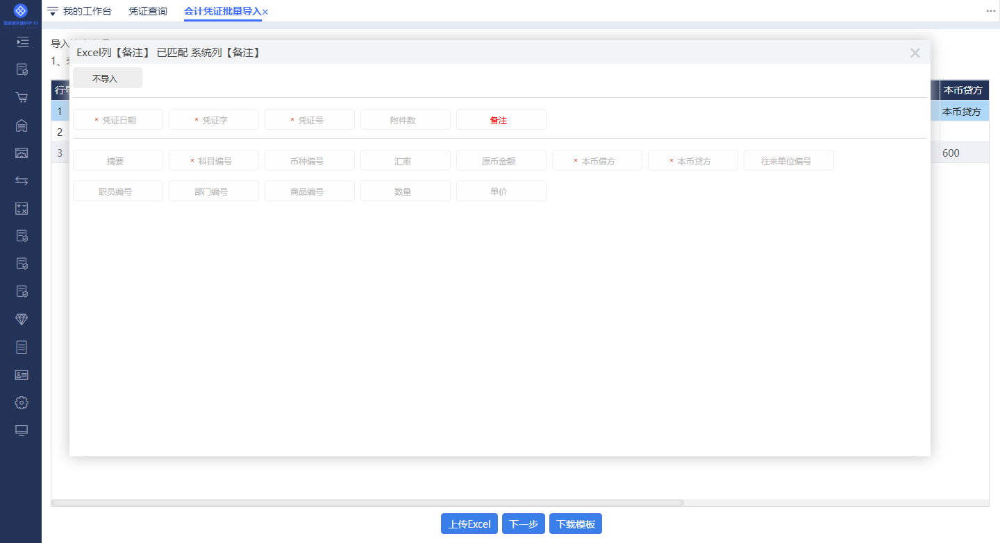 我的工作台 凭证查询 会计凭证批量导入
导入
1、
Excel列【备注】 已匹配 系统列【备注】
不导入
行号 本币贷方
1 本币贷方
2
3 600
* 凭证日期 * 凭证字 * 凭证号 附件数 备注
摘要 * 科目编号 币种编号 汇率 原币金额 * 本币借方 * 本币贷方 往来单位编号
职员编号 部门编号 商品编号 数量 单价
上传Excel 下一步 下载模板